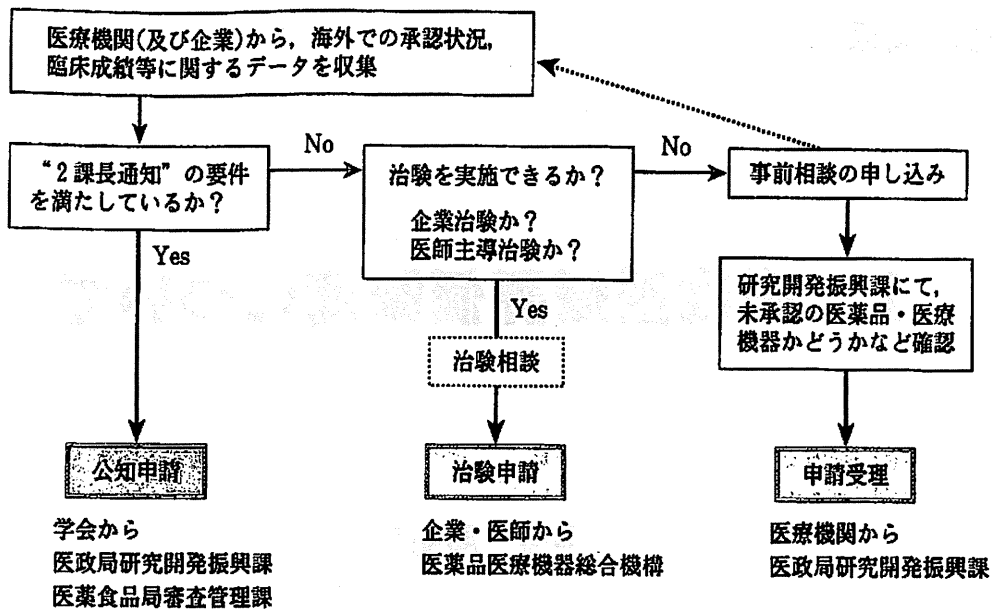 医療機関(及び企業)から，海外での承認状況，
臨床成績等に関するデータを収集
“2課長通知”の要件
を満たしているか？
No
治験を実施できるか？
企業治験か？
医師主導治験か？
No
事前相談の申し込み
Yes
Yes
研究開発振興課にて，
未承認の医薬品・医療
機器かどうかなど確認
治験相談
公知申請
治験申請
申請受理
学会から
医政局研究開発振興課
医薬食品局審査管理課
企業・医師から
医薬品医療機器総合機構
医療機関から
医政局研究開発振興課